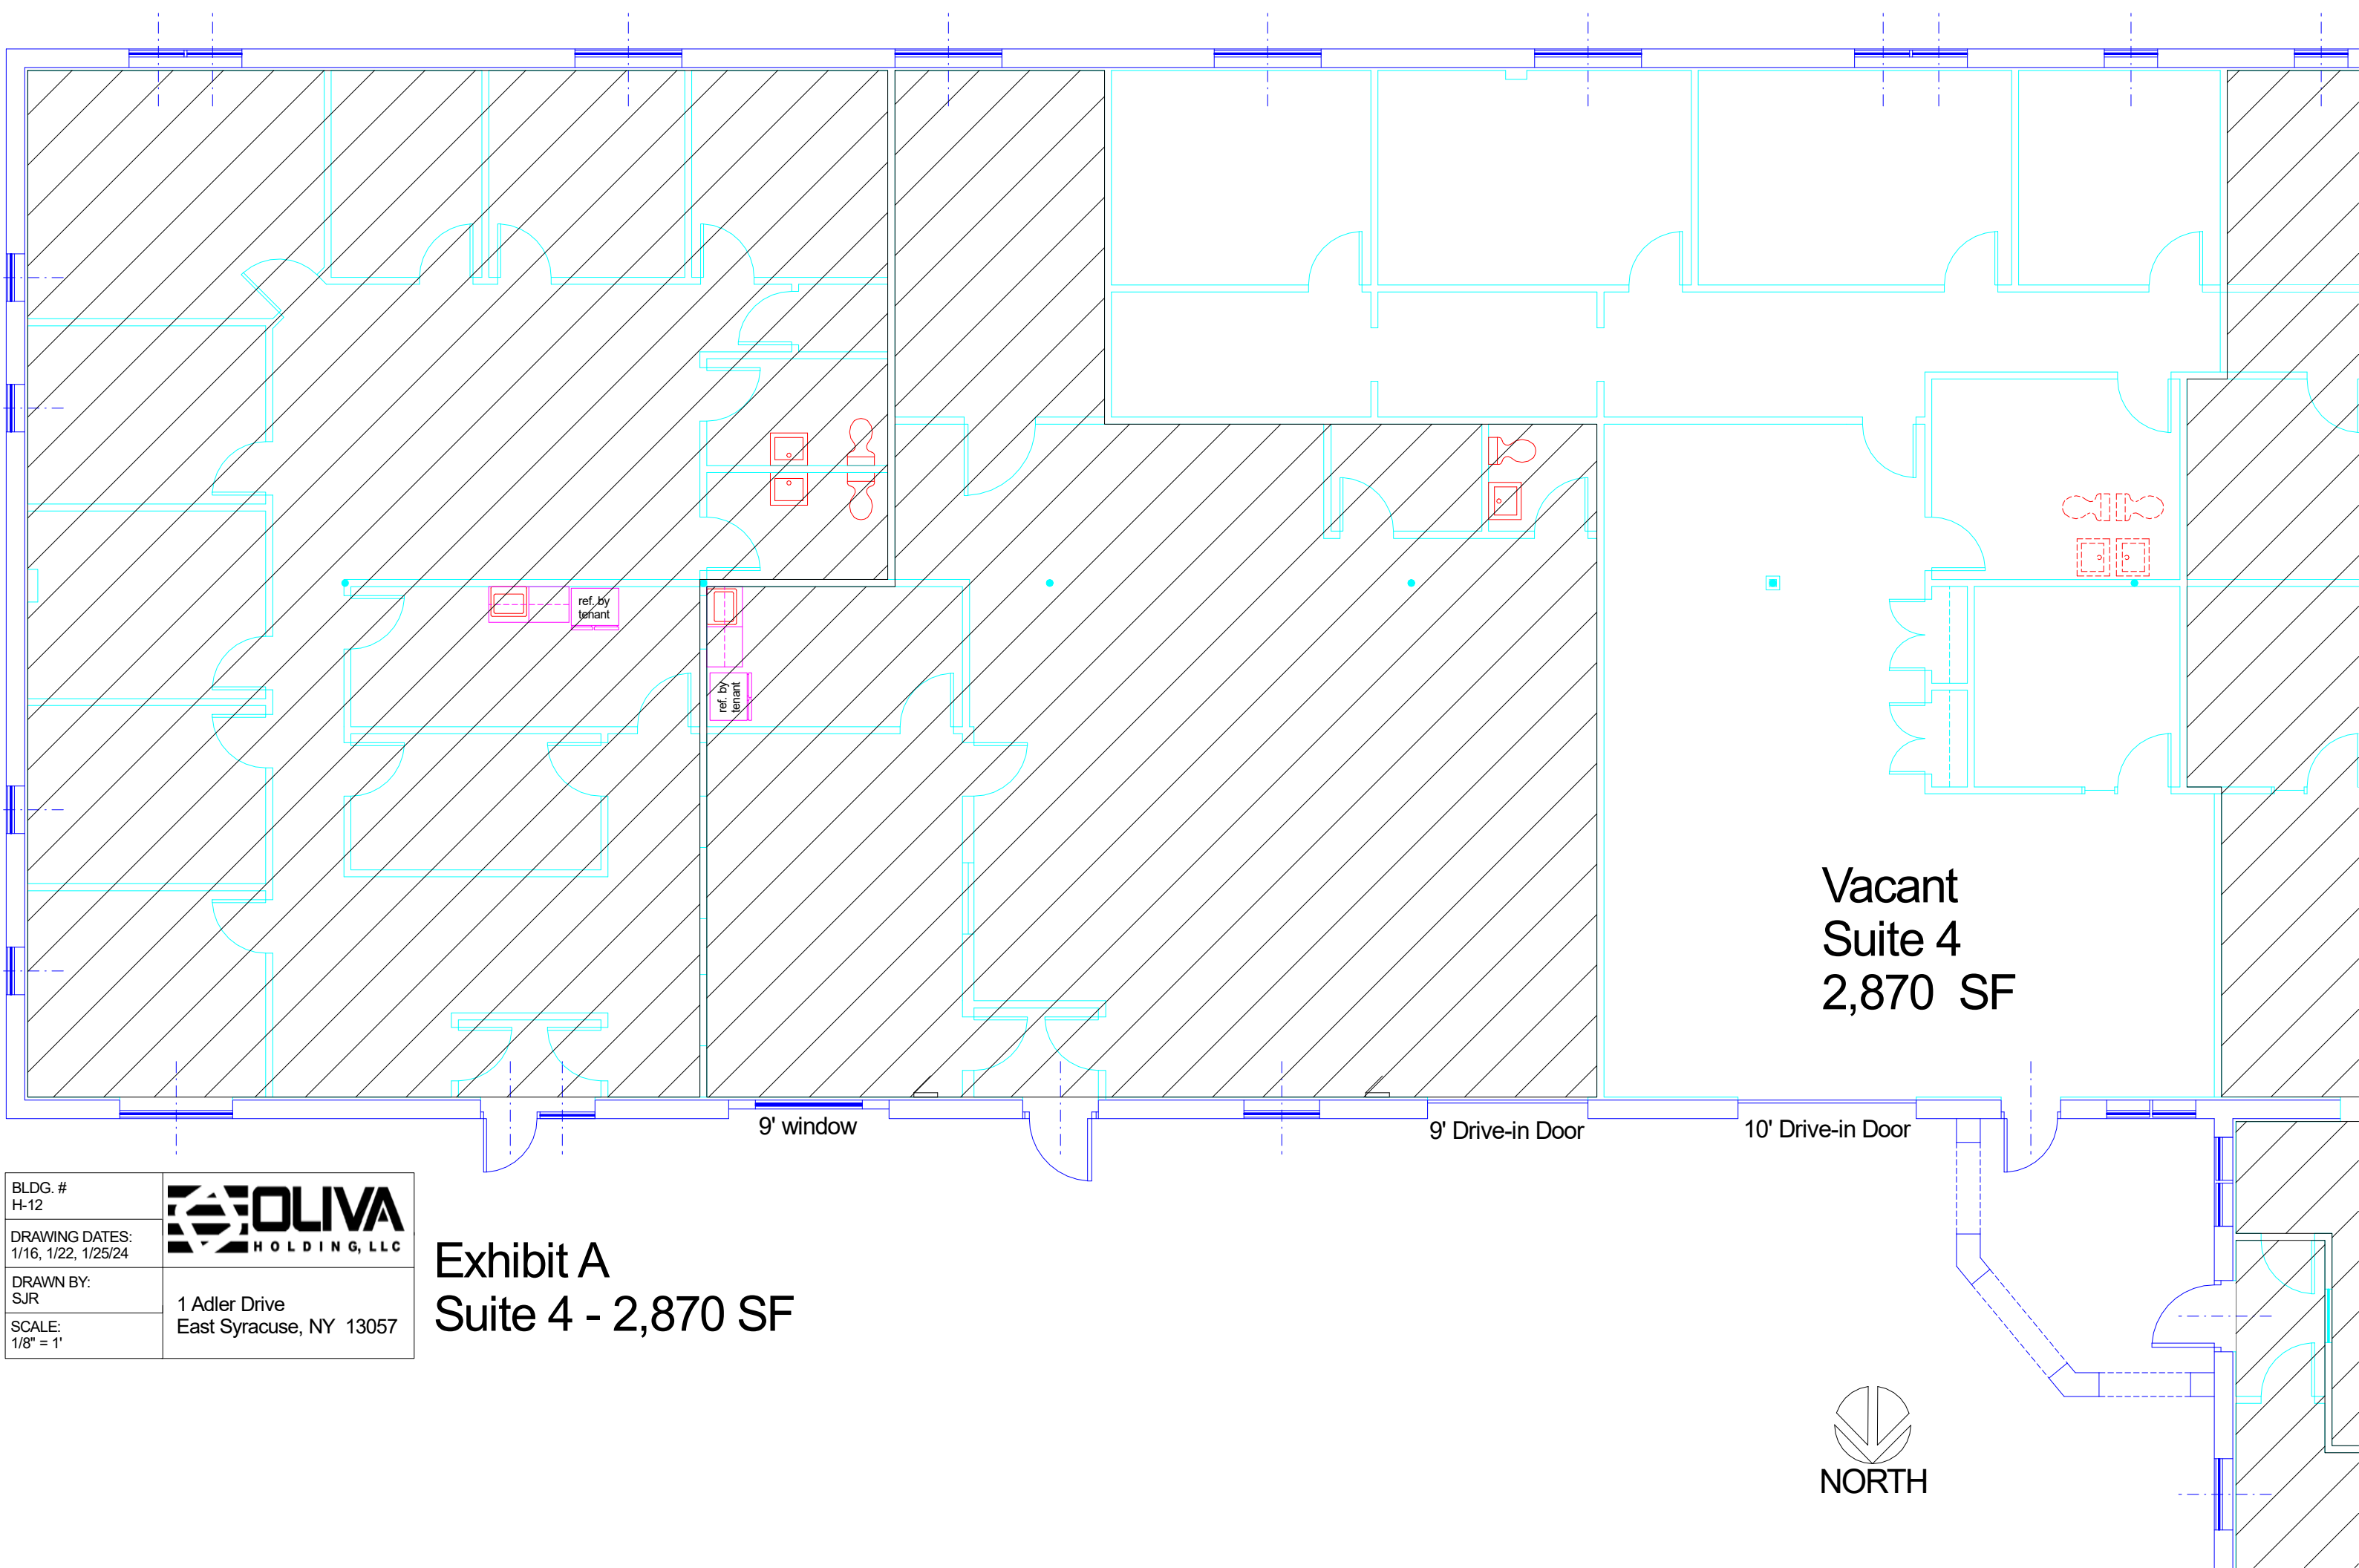 ref. by
tenant
ref. by
tenant
Vacant
Suite 4
2,870 SF
9' window
9' Drive-in Door
10' Drive-in Door
BLDG. #
H-12
DRAWING DATES:
1/16, 1/22, 1/25/24
DRAWN BY:
SJR
SCALE:
1/8" = 1'
OLIVA
HOLDING, LLC
1 Adler Drive
East Syracuse, NY 13057
Exhibit A
Suite 4 - 2,870 SF
NORTH